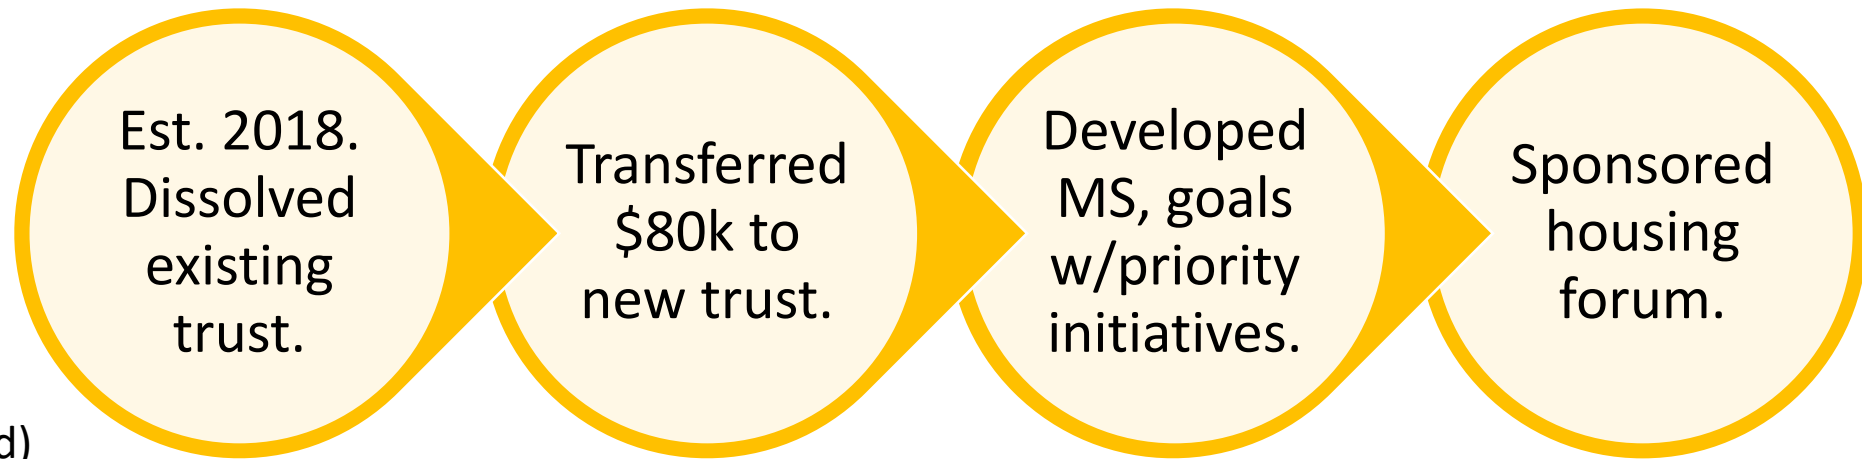 Est. 2018.
Dissolved
existing
trust.
Transferred
$80k to
new trust.
Developed
MS, goals
w/priority
initiatives.
Sponsored
housing
forum.
d)